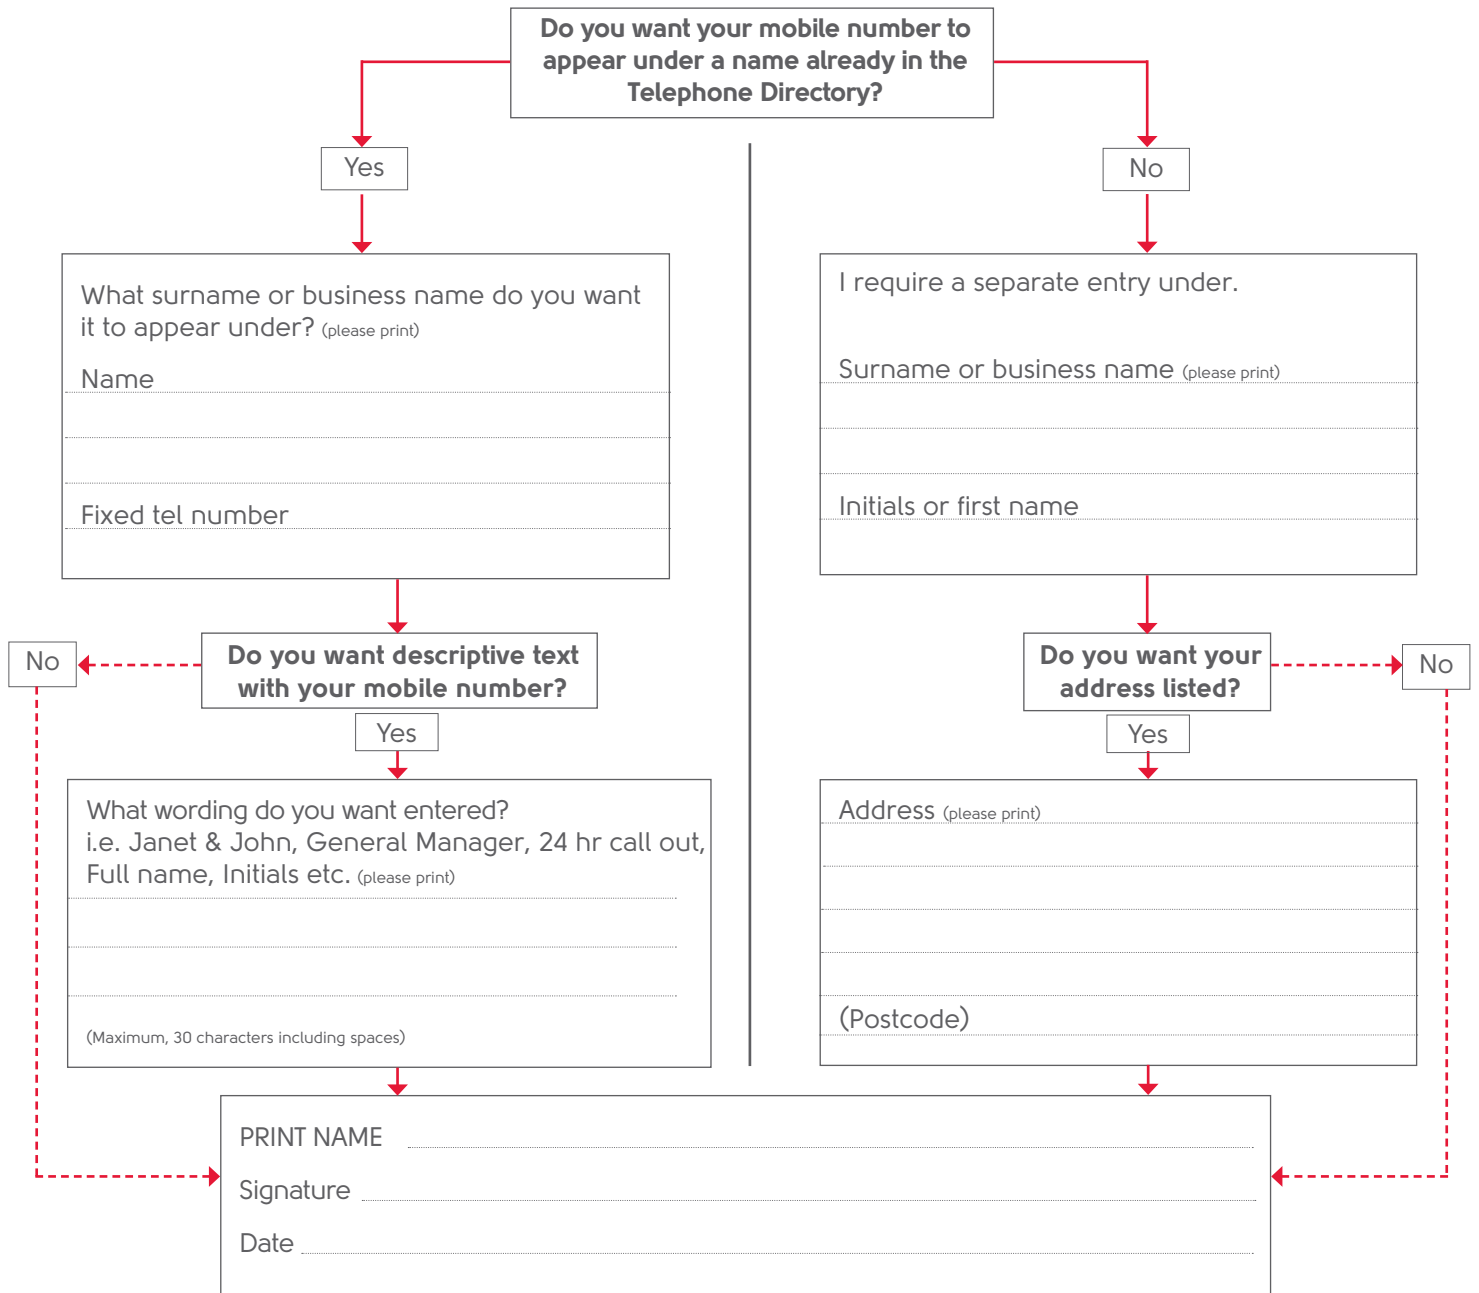 Do you want your mobile number to
appear under a name already in the
Telephone Directory?
Yes
What surname or business name do you want
it to appear under? (please print)
Name
Fixed tel number
No
Do you want descriptive text
with your mobile number?
Yes
What wording do you want entered?
i.e. Janet & John, General Manager, 24 hr call out,
Full name, Initials etc. (please print)
(Maximum, 30 characters including spaces)
No
I require a separate entry under.
Surname or business name (please print)
Initials or first name
Do you want your
address listed?
No
Yes
Address (please print)
(Postcode)
PRINT NAME
Signature
Date